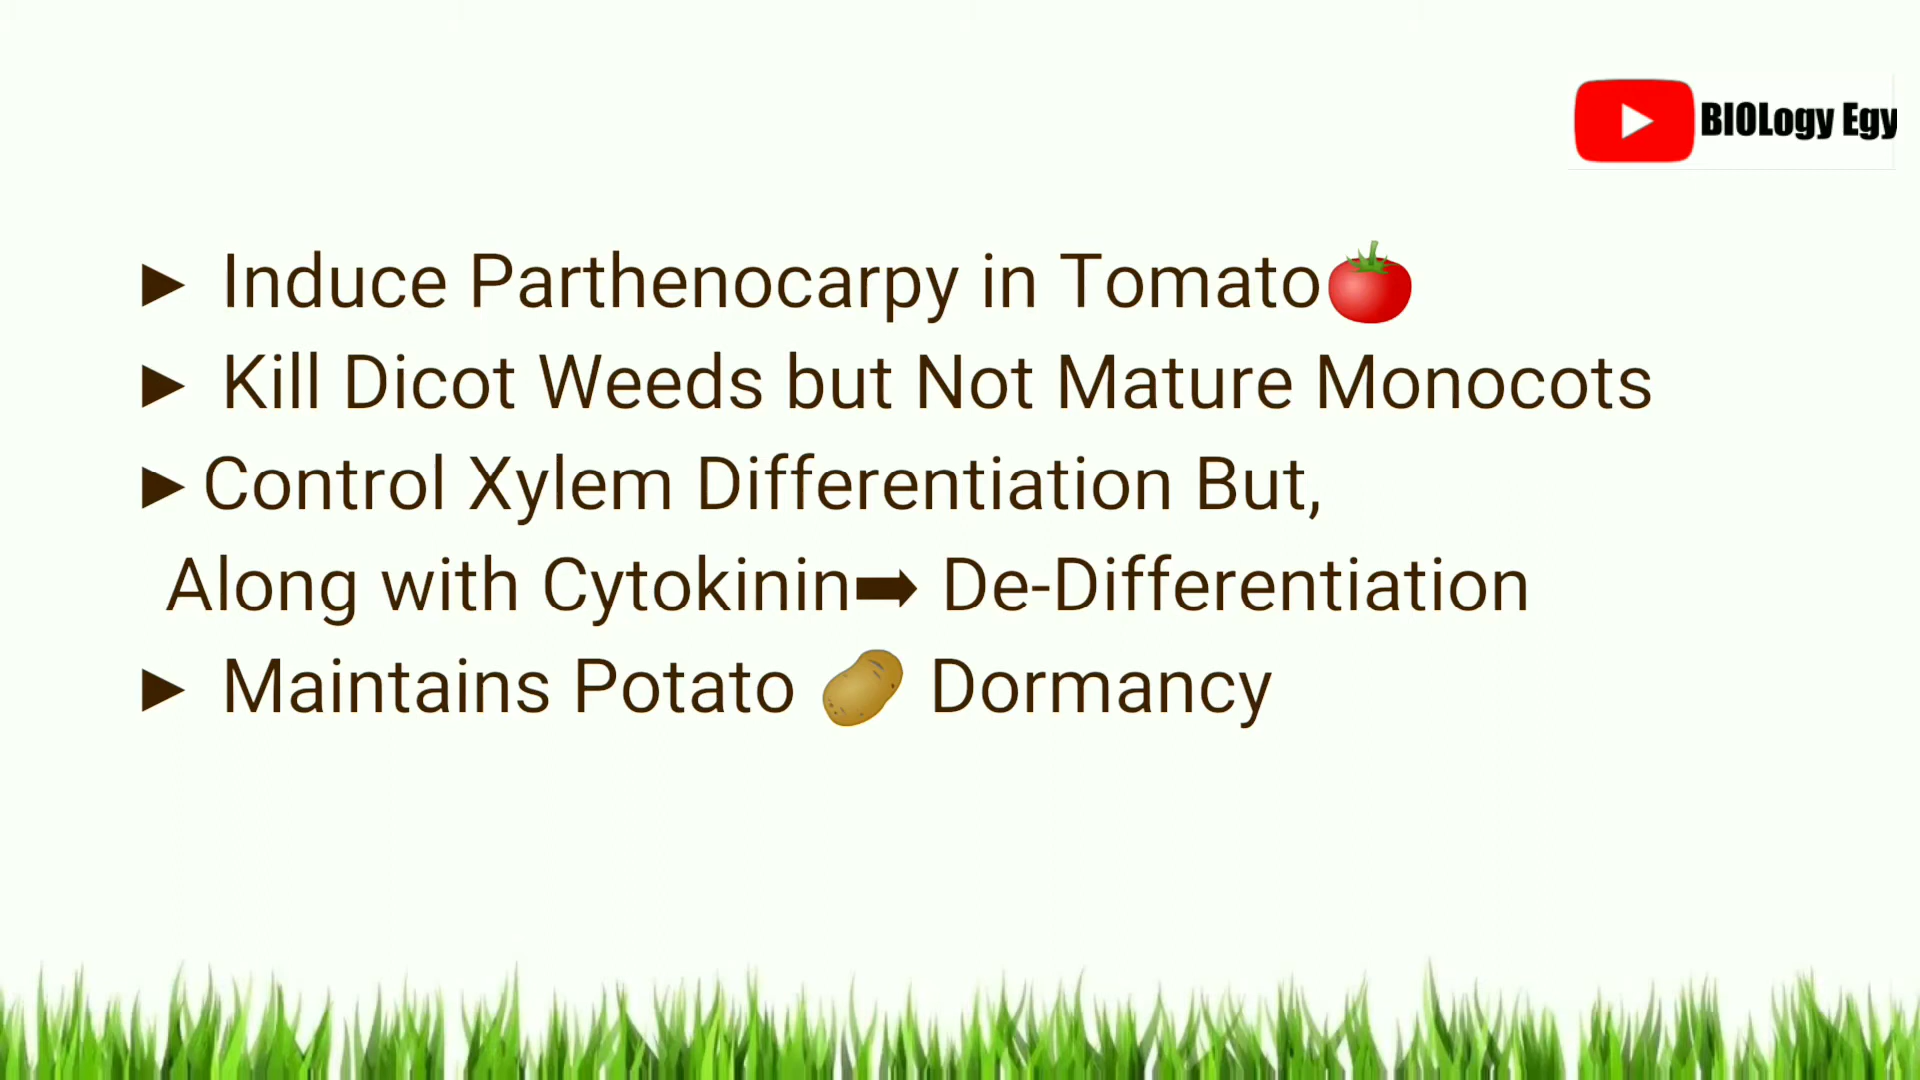 BIOLogy Egy
► Induce Parthenocarpy in Tomato🍅
► Kill Dicot Weeds but Not Mature Monocots
►Control Xylem Differentiation But,
Along with Cytokinin➡ De-Differentiation
► Maintains Potato 🥔 Dormancy